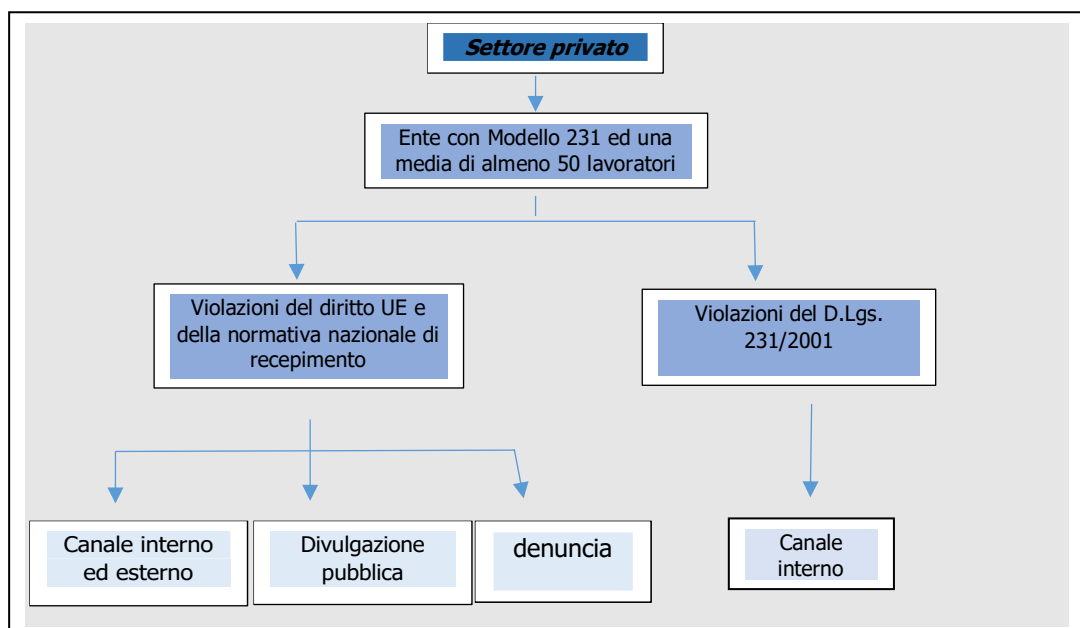 Settore privato
Ente con Modello 231 ed una
media di almeno 50 lavoratori
Violazioni del diritto UE e
della normativa nazionale di
recepimento
Violazioni del D.Lgs.
231/2001
Canale interno
ed esterno
Divulgazione
pubblica
denuncia
Canale
interno